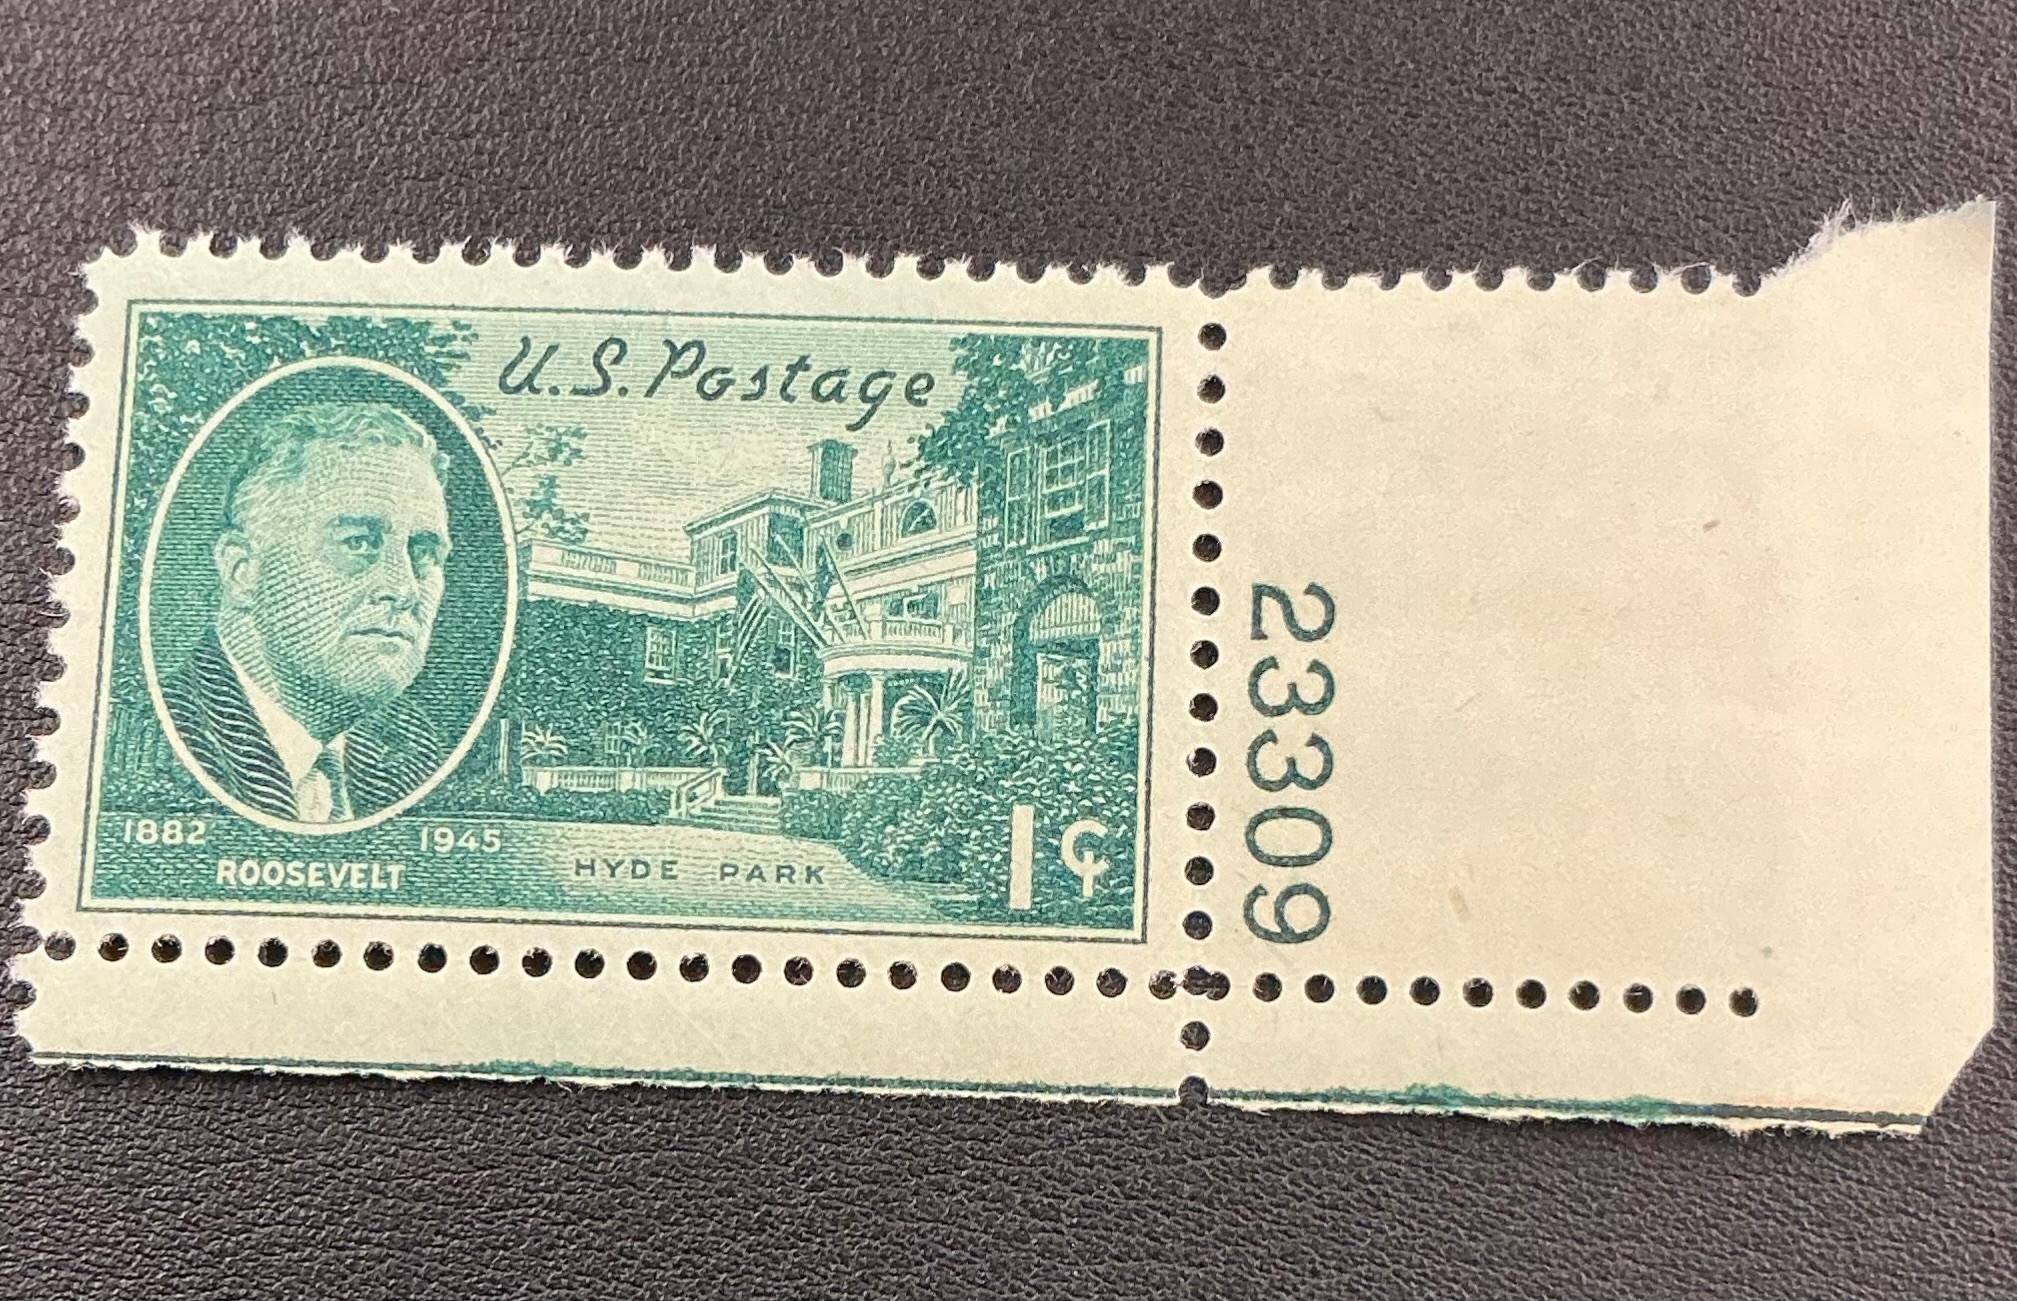 U.S. Postage
1882 1945
ROOSEVELT
HYDE PARK
1¢
23309